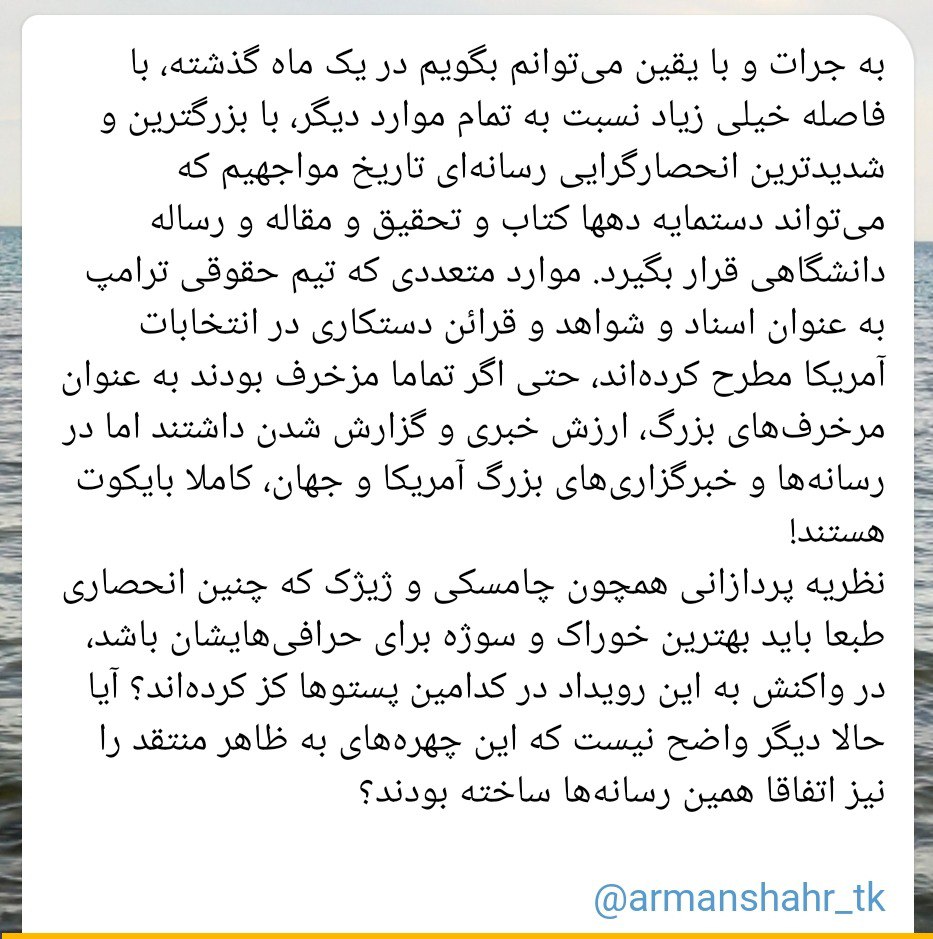 به جرات و با یقین می‌توانم بگویم در یک ماه گذشته، با
فاصله خیلی زیاد نسبت به تمام موارد دیگر، با بزرگترین و
شدیدترین انحصارگرایی رسانه‌ای تاریخ مواجهیم که
می‌تواند دستمایه دهها کتاب و تحقیق و مقاله و رساله
دانشگاهی قرار بگیرد. موارد متعددی که تیم حقوقی ترامپ
به عنوان اسناد و شواهد و قرائن دستکاری در انتخابات
آمریکا مطرح کرده‌اند، حتی اگر تماما مزخرف بودند به عنوان
مرخرف‌های بزرگ، ارزش خبری و گزارش شدن داشتند اما در
رسانه‌ها و خبرگزاری‌های بزرگ آمریکا و جهان، کاملا بایکوت
هستند!
نظریه پردازانی همچون چامسکی و ژیژک که چنین انحصاری
طبعا باید بهترین خوراک و سوژه برای حرافی‌هایشان باشد،
در واکنش به این رویداد در کدامین پستوها کز کرده‌اند؟ آیا
حالا دیگر واضح نیست که این چهره‌های به ظاهر منتقد را
نیز اتفاقا همین رسانه‌ها ساخته بودند؟
@armanshahr_tk